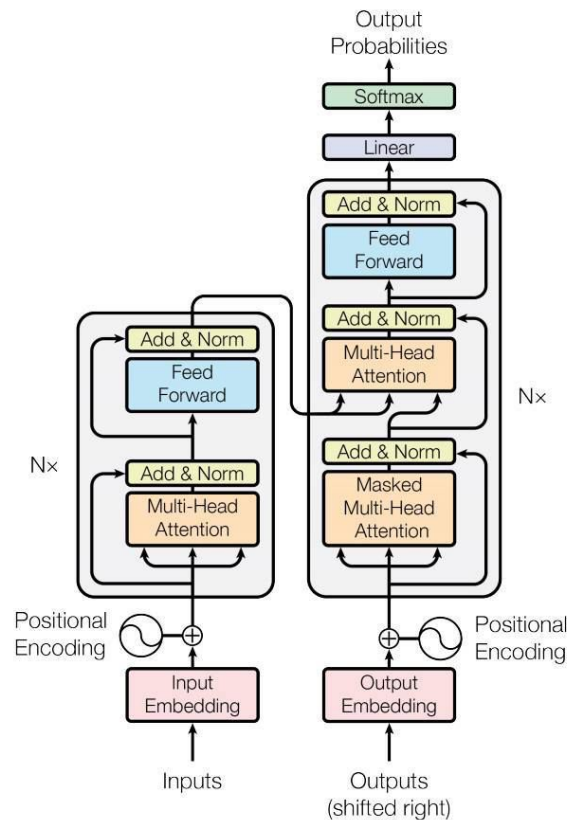 Output
Probabilities
Softmax
Linear
Add & Norm
Feed
Forward
Add & Norm
Multi-Head
Attention
Add & Norm
Masked
Multi-Head
Attention
N×
Add & Norm
Feed
Forward
Add & Norm
Multi-Head
Attention
N×
Positional
Encoding
Positional
Encoding
Input
Embedding
Output
Embedding
Inputs
Outputs
(shifted right)